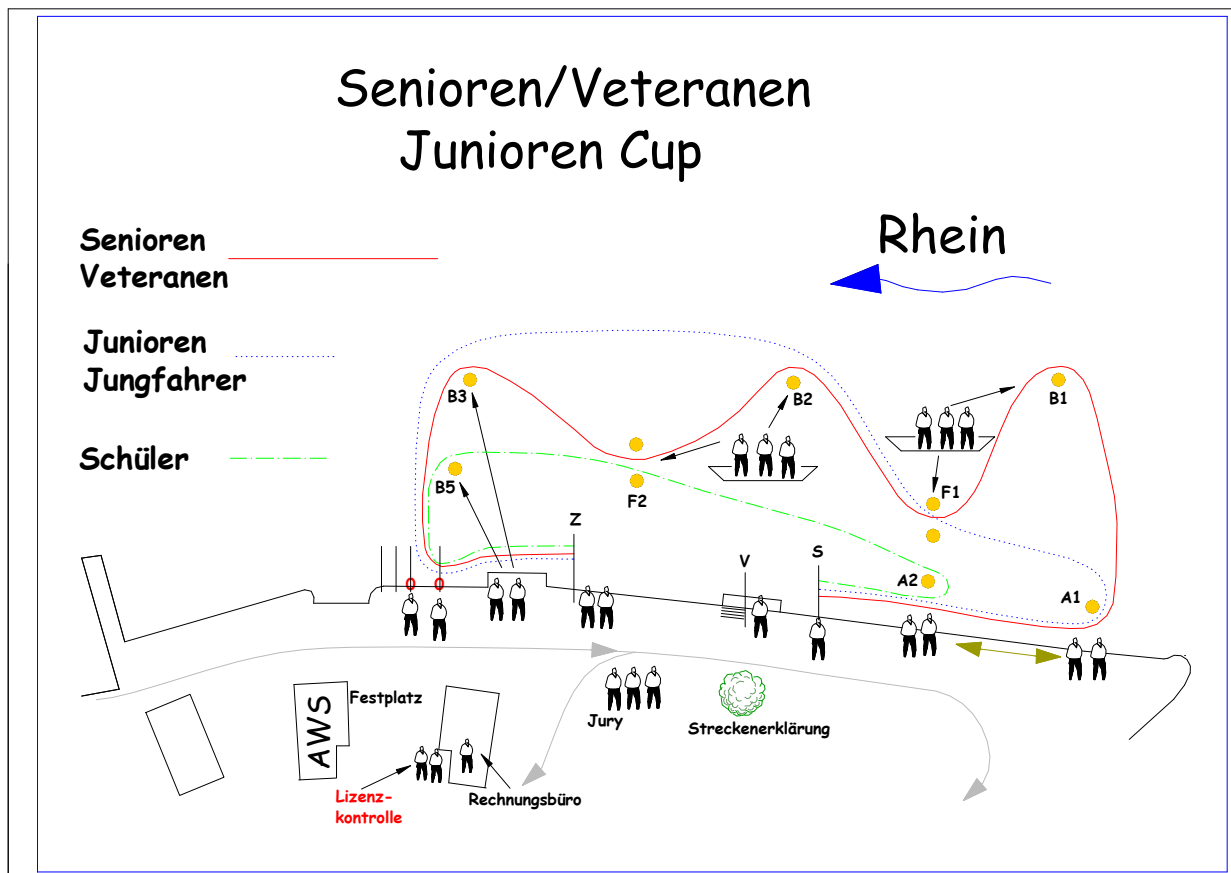 Senioren/Veteranen
Junioren Cup
Rhein
Senioren
Veteranen
Junioren
Jungfahrer
Schüler
B3
B2
B1
B5
F2
F1
Z
V
S
A2
A1
AWS
Festplatz
Jury
Streckenerklärung
Lizenz-
kontrolle
Rechnungsbüro